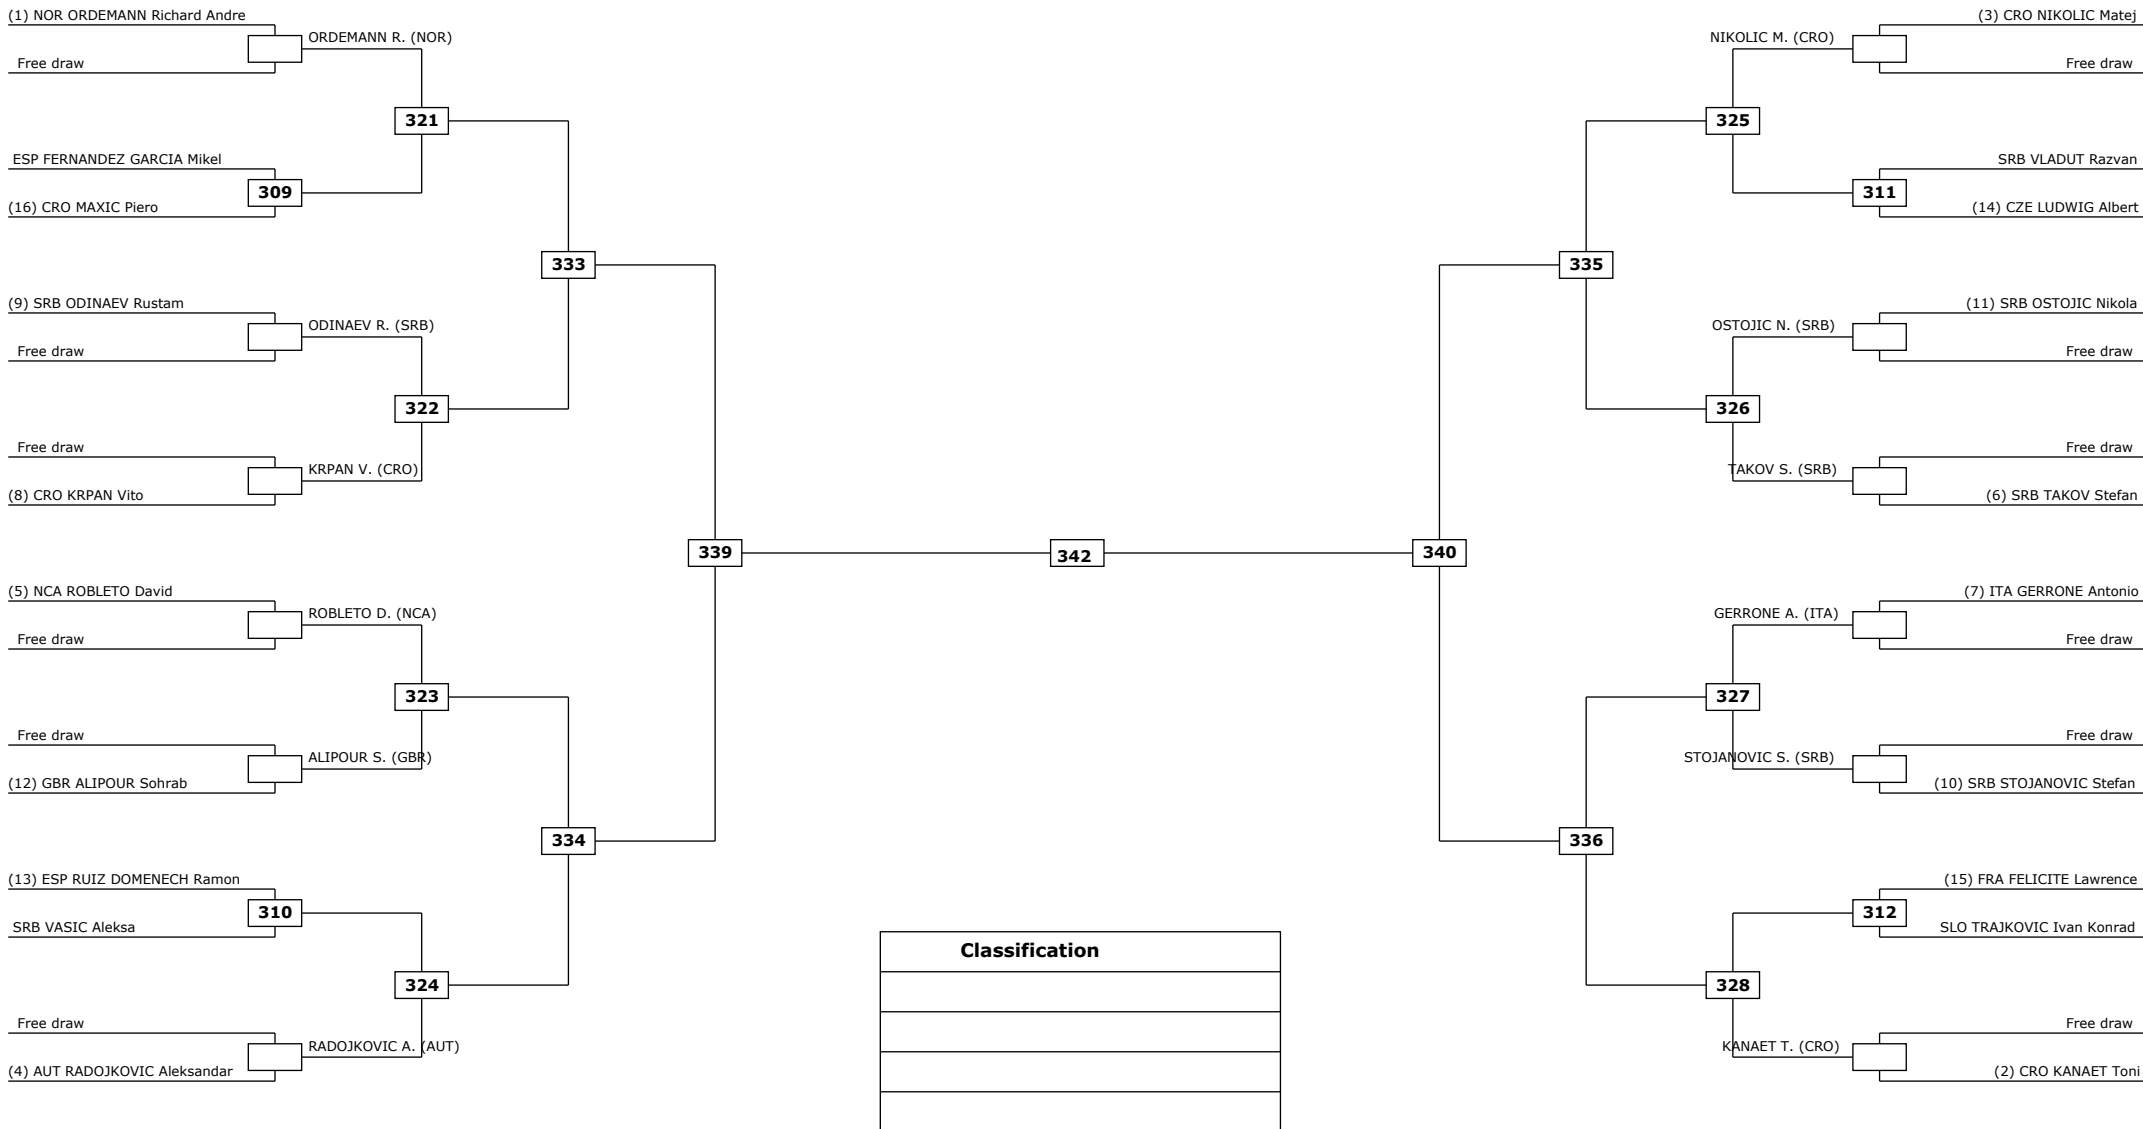 (1) NOR ORDEMANN Richard Andre
ORDEMANN R. (NOR)
Free draw
321
ESP FERNANDEZ GARCIA Mikel
309
(16) CRO MAXIC Piero
333
(9) SRB ODINAEV Rustam
ODINAEV R. (SRB)
Free draw
322
Free draw
KRPAN V. (CRO)
(8) CRO KRPAN Vito
339
(5) NCA ROBLETO David
ROBLETO D. (NCA)
Free draw
323
Free draw
ALIPOUR S. (GBR)
(12) GBR ALIPOUR Sohrab
334
(13) ESP RUIZ DOMENECH Ramon
310
SRB VASIC Aleksa
324
Free draw
RADOJKOVIC A. (AUT)
(4) AUT RADOJKOVIC Aleksandar
342
(3) CRO NIKOLIC Matej
NIKOLIC M. (CRO)
Free draw
325
SRB VLADUT Razvan
311
(14) CZE LUDWIG Albert
335
(11) SRB OSTOJIC Nikola
OSTOJIC N. (SRB)
Free draw
326
Free draw
TAKOV S. (SRB)
(6) SRB TAKOV Stefan
340
(7) ITA GERRONE Antonio
GERRONE A. (ITA)
Free draw
327
Free draw
STOJANOVIC S. (SRB)
(10) SRB STOJANOVIC Stefan
336
(15) FRA FELICITE Lawrence
312
SLO TRAJKOVIC Ivan Konrad
328
Free draw
KANAET T. (CRO)
(2) CRO KANAET Toni
Classification